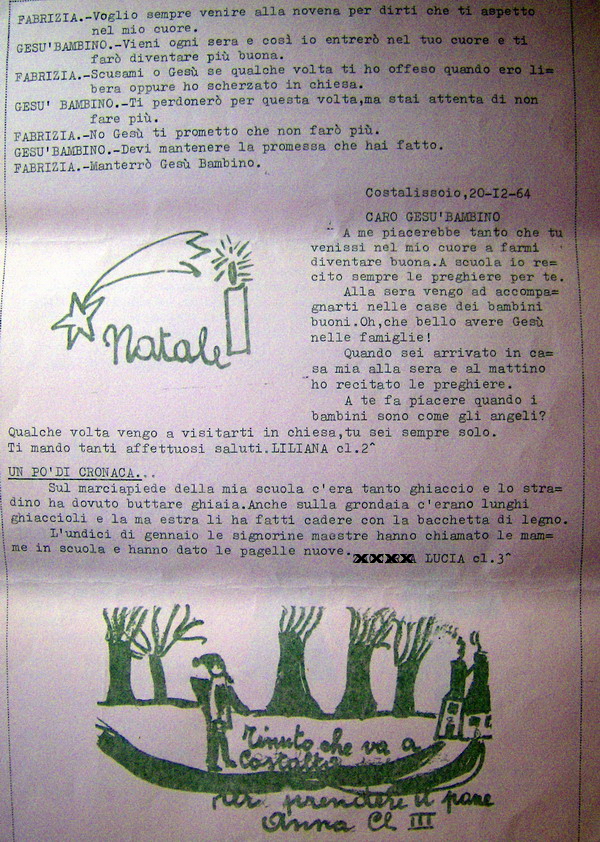 FABRIZIA.-Voglio sempre venire alla novena per dirti che ti aspetto
nel mio cuore.
GESU'BAMBINO.-Vieni ogni sera e così io entrerò nel tuo cuore e ti
farò diventare più buona.
FABRIZIA.-Scusami o Gesù se qualche volta ti ho offeso quando ero li=
bera oppure ho scherzato in chiesa.
GESU' BAMBINO.-Ti perdonerò per questa volta,ma stai attenta di non
fare più.
FABRIZIA.-No Gesù ti prometto che non farò più.
GESU'BAMBINO.-Devi mantenere la promessa che hai fatto.
FABRIZIA.-Manterrò Gesù Bambino.
Costalissoio,20-I2-64
CARO GESU'BAMBINO
A me piacerebbe tanto che tu
venissi nel mio cuore a farmi
diventare buona.A scuola io re=
cito sempre le preghiere per te.
Alla sera vengo ad accompa=
gnarti nelle case dei bambini
buoni.Oh,che bello avere Gesù
nelle famiglie!
Quando sei arrivato in ca=
sa mia alla sera e al mattino
ho recitato le preghiere.
A te fa piacere quando i
bambini sono come gli angeli?
Natale
Qualche volta vengo a visitarti in chiesa,tu sei sempre solo.
Ti mando tanti affettuosi saluti.LILIANA cl.2^
UN PO'DI CRONACA...
Sul marciapiede della mia scuola c'era tanto ghiaccio e lo stra=
dino ha dovuto buttare ghiaia.Anche sulla grondaia c'erano lunghi
ghiaccioli e la ma estra li ha fatti cadere con la bacchetta di legno.
L'undici di gennaio le signorine maestre hanno chiamato le mam=
me in scuola e hanno dato le pagelle nuove.
LUCIA cl.3^
che va a
Costalta
per prendere il pane
Anna Cl III